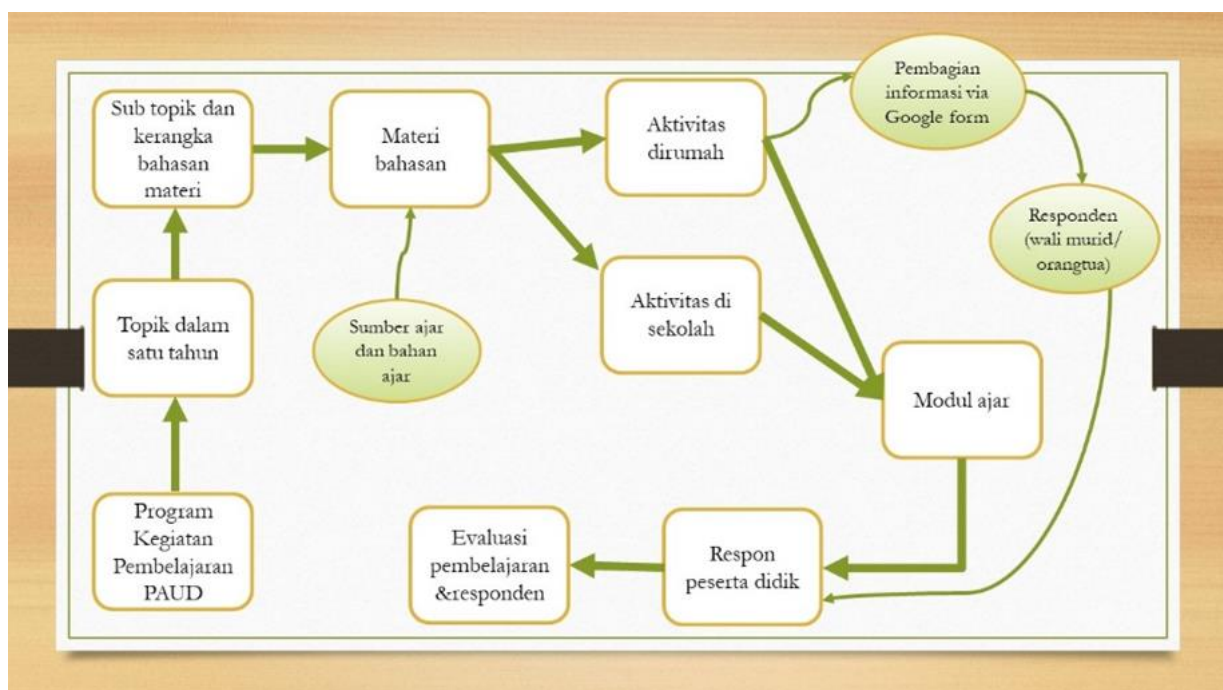 Sub topik dan
kerangka
bahasan
materi
Materi
bahasan
Aktivitas
dirumah
Pembagian
informasi via
Google form
Responden
(wali murid/
orangtua)
Topik dalam
satu tahun
Sumber ajar
dan bahan
ajar
Aktivitas di
sekolah
Modul ajar
Program
Kegiatan
Pembelajaran
PAUD
Evaluasi
pembelajaran
&responden
Respon
peserta didik